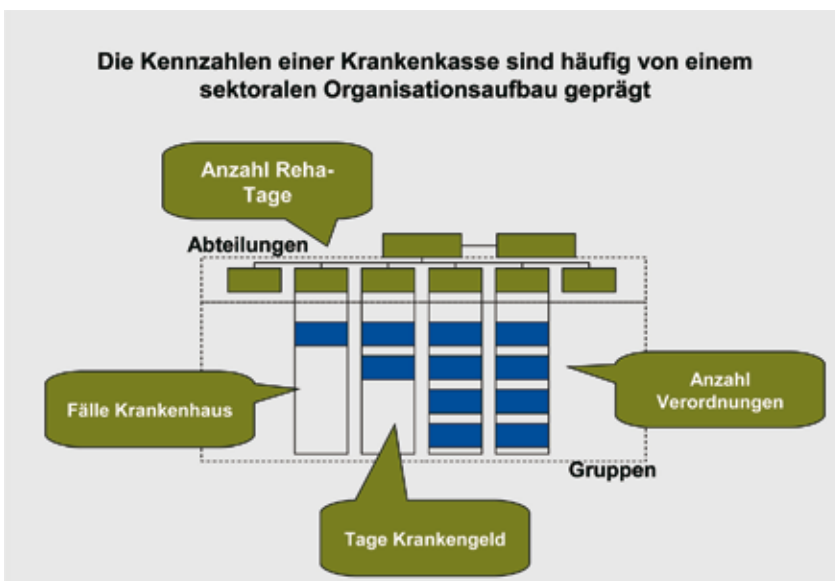 Die Kennzahlen einer Krankenkasse sind häufig von einem
sektoralen Organisationsaufbau geprägt
Anzahl Reha-
Tage
Abteilungen
Fälle Krankenhaus
Anzahl
Verordnungen
Gruppen
Tage Krankengeld